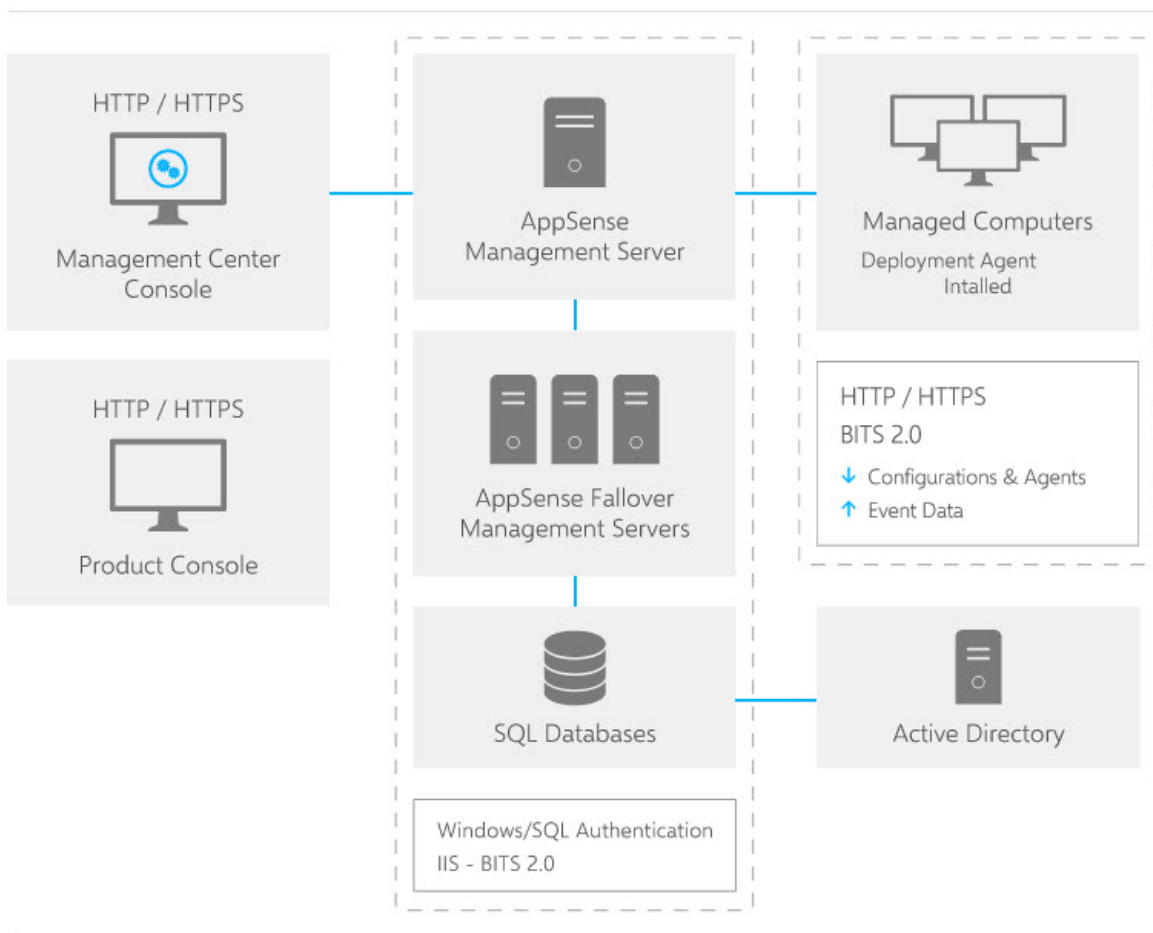 HTTP / HTTPS
Management Center
Console
HTTP / HTTPS
Product Console
AppSense
Management Server
AppSense Fallover
Management Servers
SQL Databases
Windows/SQL Authentication
IIS - BITS 2.0
Managed Computers
Deployment Agent
Intalled
HTTP / HTTPS
BITS 2.0
↓ Configurations & Agents
↑ Event Data
Active Directory